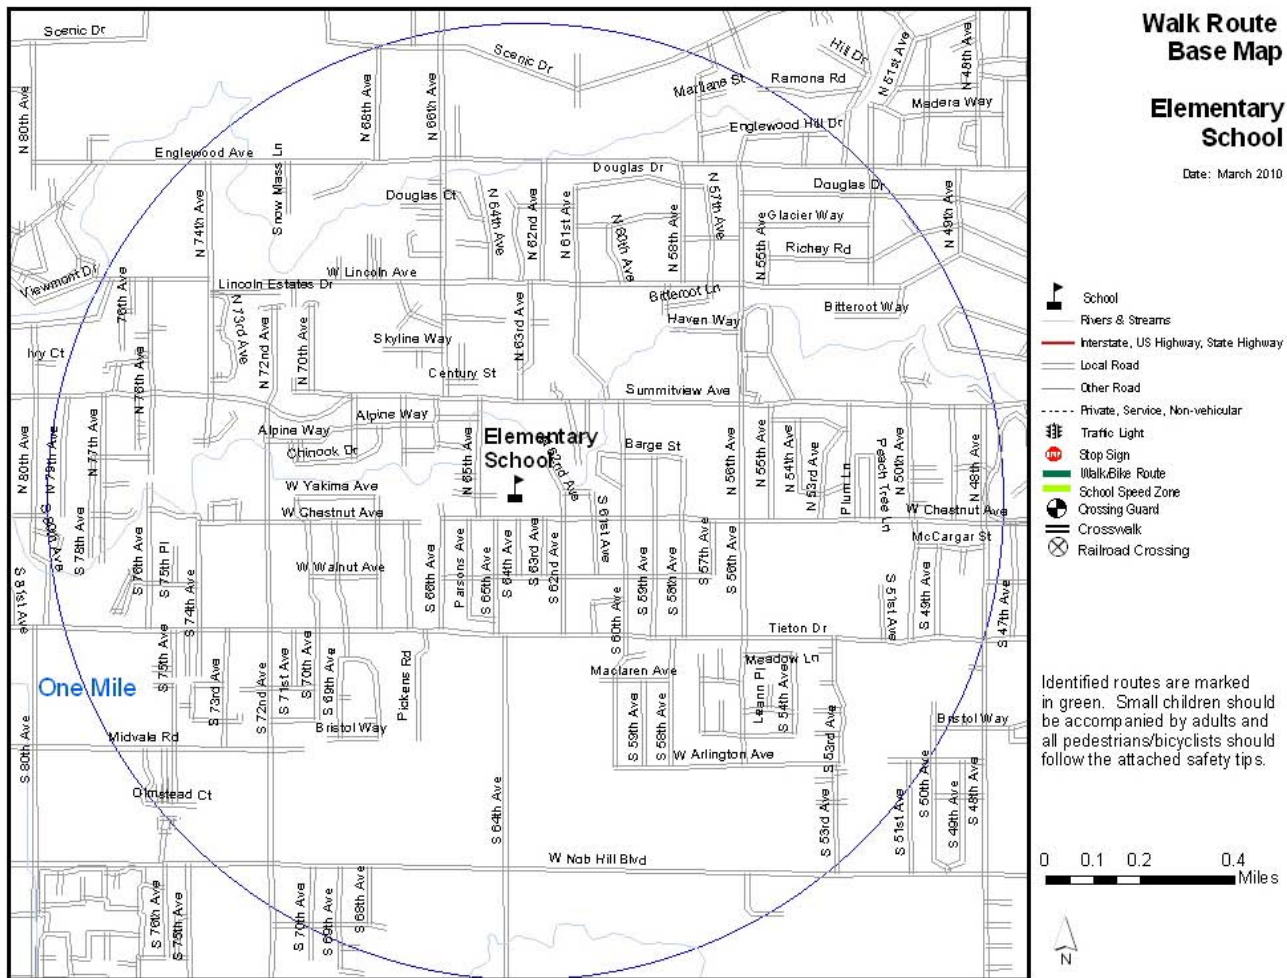 Walk Route
Base Map
Elementary
School
Date: March 2010
Scenic Dr
Scenic Dr
Hill Dr
N 51st Ave
N 48th Ave
Marilane St
Ramona Rd
Madera Way
N 80th Ave
N 68th Ave
N 66th Ave
Englewood Hill Dr
Englewood Ave
Snow Mass Ln
Douglas Dr
Douglas Dr
N 74th Ave
Douglas Ct
N 64th Ave
N 62nd Ave
N 61st Ave
N 60th Ave
N 58th Ave
N 57th Ave
N 55th Ave
Glacier Way
Richey Rd
N 49th Ave
Viewmont Dr
76th Ave
Lincoln Estates Dr
W Lincoln Ave
Bitteroot Ln
Bitteroot Way
N 73rd Ave
N 72nd Ave
N 70th Ave
Skyline Way
N 63rd Ave
Haven Way
Ivy Ct
N 76th Ave
Century St
Summitview Ave
N 80th Ave
N 79th Ave
N 77th Ave
Alpine Way
Alpine Way
Chinook Dr
N 65th Ave
Elementary
School
N 62nd Ave
Barge St
N 56th Ave
N 55th Ave
N 54th Ave
N 53rd Ave
Plum Ln
Peach Tree Ln
N 50th Ave
N 48th Ave
W Yakima Ave
W Chestnut Ave
W Chestnut Ave
McCargar St
S 81st Ave
S 80th Ave
S 78th Ave
S 76th Ave
S 75th Pl
S 74th Ave
W Walnut Ave
S 66th Ave
Parsons Ave
S 65th Ave
S 64th Ave
S 63rd Ave
S 62nd Ave
S 61st Ave
S 60th Ave
S 59th Ave
S 58th Ave
S 57th Ave
S 56th Ave
S 51st Ave
S 49th Ave
S 47th Ave
Tieton Dr
One Mile
S 75th Ave
S 73rd Ave
S 72nd Ave
S 71st Ave
S 70th Ave
S 69th Ave
Pickens Rd
Maclaren Ave
Meadow Ln
Leann Pl
S 54th Ave
S 59th Ave
S 58th Ave
S 53rd Ave
Bristol Way
Bristol Way
S 80th Ave
Midvale Rd
W Arlington Ave
Olmstead Ct
S 64th Ave
S 53rd Ave
S 51st Ave
S 50th Ave
S 49th Ave
S 48th Ave
W Nob Hill Blvd
S 76th Ave
S 75th Ave
S 70th Ave
S 69th Ave
S 68th Ave
School
Rivers & Streams
Interstate, US Highway, State Highway
Local Road
Other Road
Private, Service, Non-vehicular
Traffic Light
Stop Sign
Walk/Bike Route
School Speed Zone
Crossing Guard
Crosswalk
Railroad Crossing
Identified routes are marked
in green. Small children should
be accompanied by adults and
all pedestrians/bicyclists should
follow the attached safety tips.
0 0.1 0.2 0.4
Miles
N